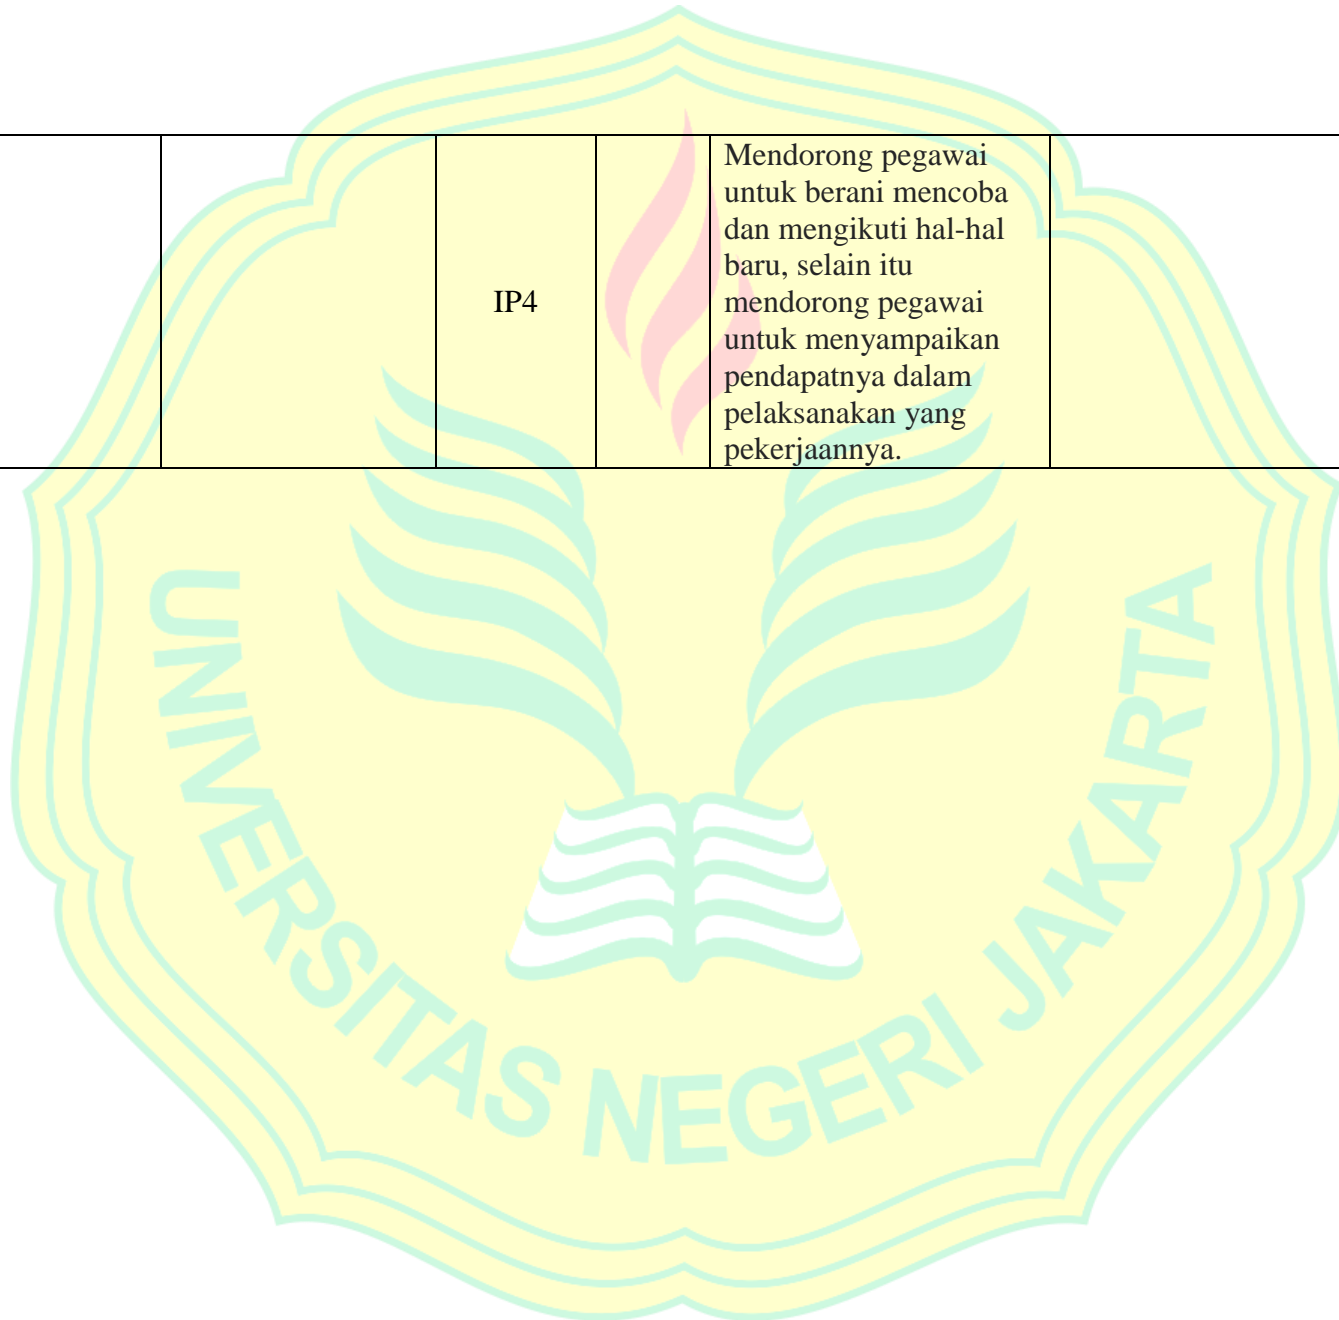 Mendorong pegawai
untuk berani mencoba
dan mengikuti hal-hal
baru, selain itu
IP4
mendorong pegawai
untuk menyampaikan
pendapatnya dalam
pelaksanakan yang
pekerjaannya.
UNIVERSITAS NEGERI JAKARTA